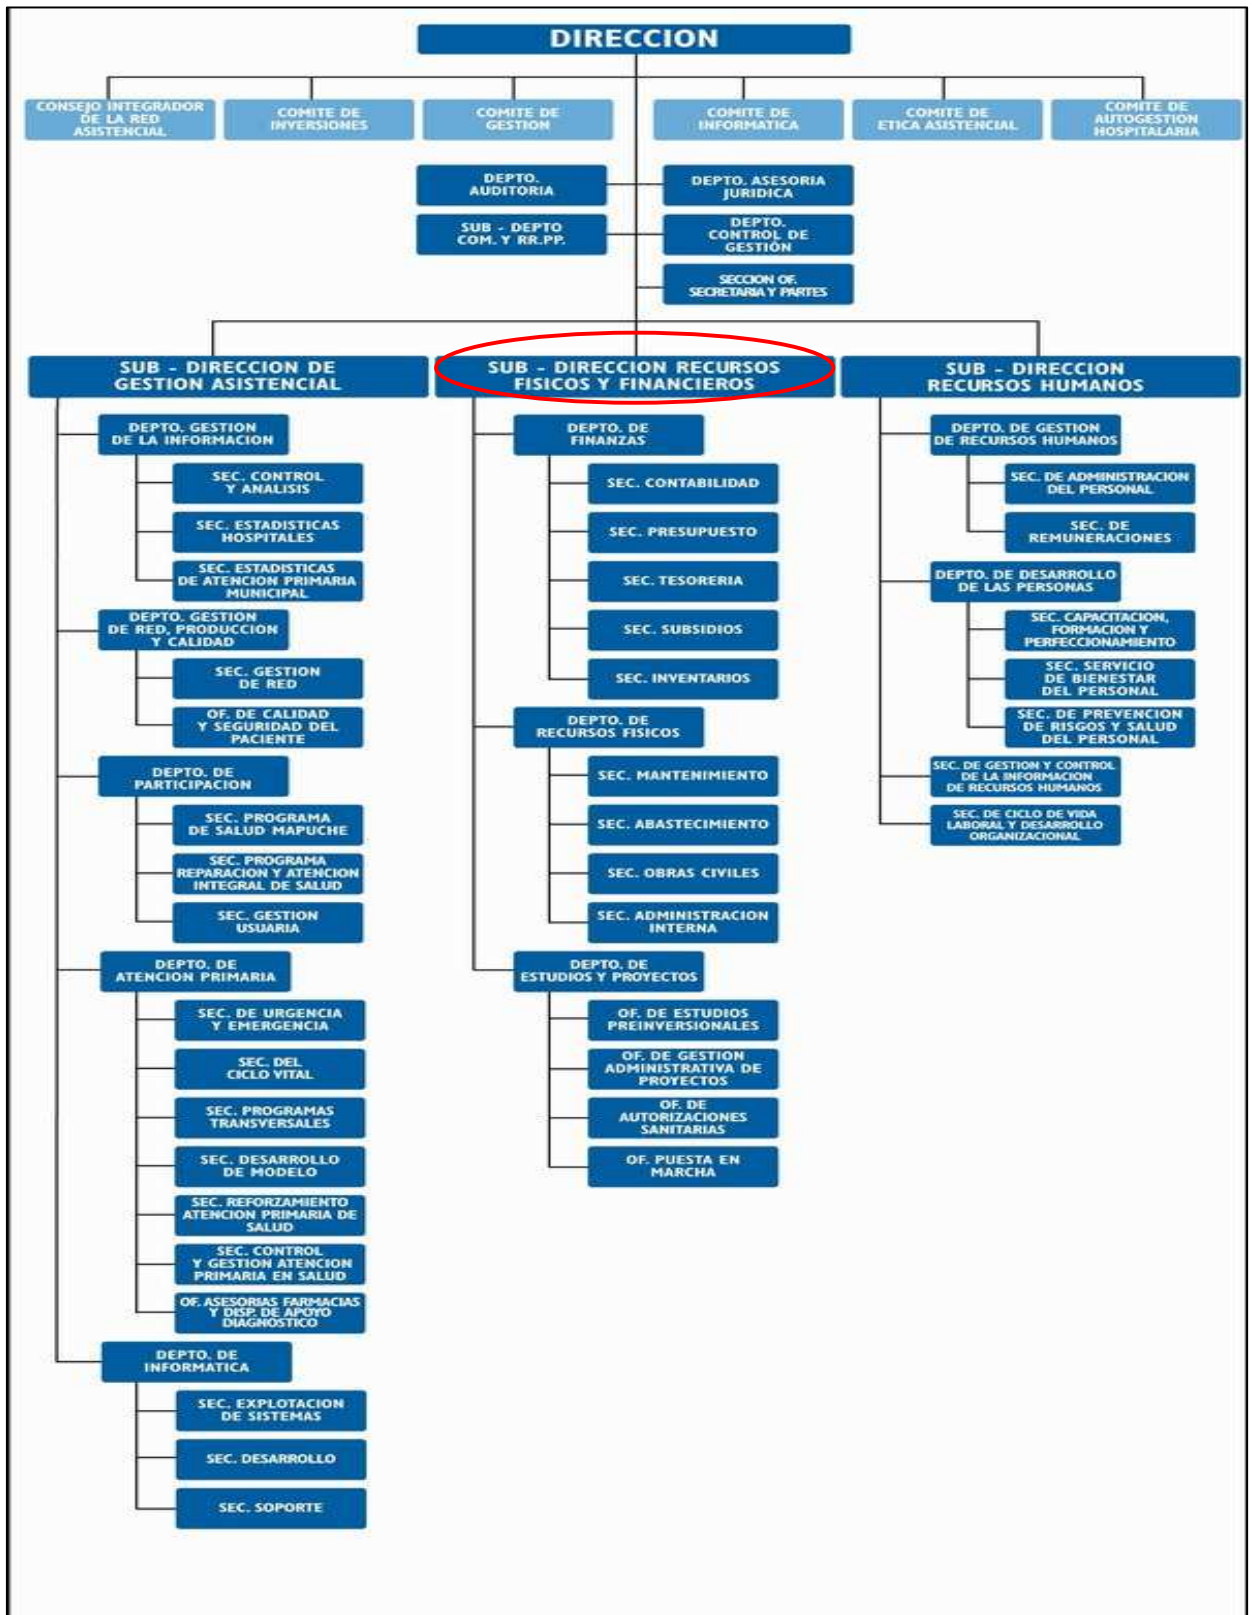 DIRECCION
CONSEJO INTEGRADOR
DE LA RED
ASISTENCIAL
COMITE DE
INVERSIONES
COMITE DE
GESTION
COMITE DE
INFORMATICA
COMITE DE
ETICA ASISTENCIAL
COMITE DE
AUTOGESTION
HOSPITALARIA
DEPTO.
AUDITORIA
DEPTO. ASESORIA
JURIDICA
SUB - DEPTO
COM. Y RR.PP.
DEPTO.
CONTROL DE
GESTIÓN
SECCION OF.
SECRETARIA Y PARTES
SUB - DIRECCION DE
GESTION ASISTENCIAL
DEPTO. GESTION
DE LA INFORMACION
SEC. CONTROL
Y ANALISIS
SEC. ESTADISTICAS
HOSPITALES
SEC. ESTADISTICAS
DE ATENCION PRIMARIA
MUNICIPAL
DEPTO. GESTION
DE RED, PRODUCCION
Y CALIDAD
SEC. GESTION
DE RED
OF. DE CALIDAD
Y SEGURIDAD DEL
PACIENTE
DEPTO. DE
PARTICIPACION
SEC. PROGRAMA
DE SALUD MAPUCHE
SEC. PROGRAMA
REPARACION Y ATENCION
INTEGRAL DE SALUD
SEC. GESTION
USUARIA
DEPTO. DE
ATENCION PRIMARIA
SEC. DE URGENCIA
Y EMERGENCIA
SEC. DEL
CICLO VITAL
SEC. PROGRAMAS
TRANSVERSALES
SEC. DESARROLLO
DE MODELO
SEC. REFORZAMIENTO
ATENCION PRIMARIA DE
SALUD
SEC. CONTROL
Y GESTION ATENCION
PRIMARIA EN SALUD
OF. ASESORIAS FARMACIAS
Y DISP. DE APOYO
DIAGNÓSTICO
DEPTO. DE
INFORMATICA
SEC. EXPLOTACION
DE SISTEMAS
SEC. DESARROLLO
SEC. SOPORTE
SUB - DIRECCION RECURSOS
FISICOS Y FINANCIEROS
DEPTO. DE
FINANZAS
SEC. CONTABILIDAD
SEC. PRESUPUESTO
SEC. TESORERIA
SEC. SUBSIDIOS
SEC. INVENTARIOS
DEPTO. DE
RECURSOS FISICOS
SEC. MANTENIMIENTO
SEC. ABASTECIMIENTO
SEC. OBRAS CIVILES
SEC. ADMINISTRACION
INTERNA
DEPTO. DE
ESTUDIOS Y PROYECTOS
OF. DE ESTUDIOS
PREINVERSIONALES
OF. DE GESTION
ADMINISTRATIVA DE
PROYECTOS
OF. DE
AUTORIZACIONES
SANITARIAS
OF. PUESTA EN
MARCHA
SUB - DIRECCION
RECURSOS HUMANOS
DEPTO. DE GESTION
DE RECURSOS HUMANOS
SEC. DE ADMINISTRACION
DEL PERSONAL
SEC. DE
REMUNERACIONES
DEPTO. DE DESARROLLO
DE LAS PERSONAS
SEC. CAPACITACION,
FORMACION Y
PERFECCIONAMIENTO
SEC. SERVICIO
DE BIENESTAR
DEL PERSONAL
SEC. DE PREVENCION
DE RISGOS Y SALUD
DEL PERSONAL
SEC. DE GESTION Y CONTROL
DE LA INFORMACION
DE RECURSOS HUMANOS
SEC. DE CICLO DE VIDA
LABORAL Y DESARROLLO
ORGANIZACIONAL